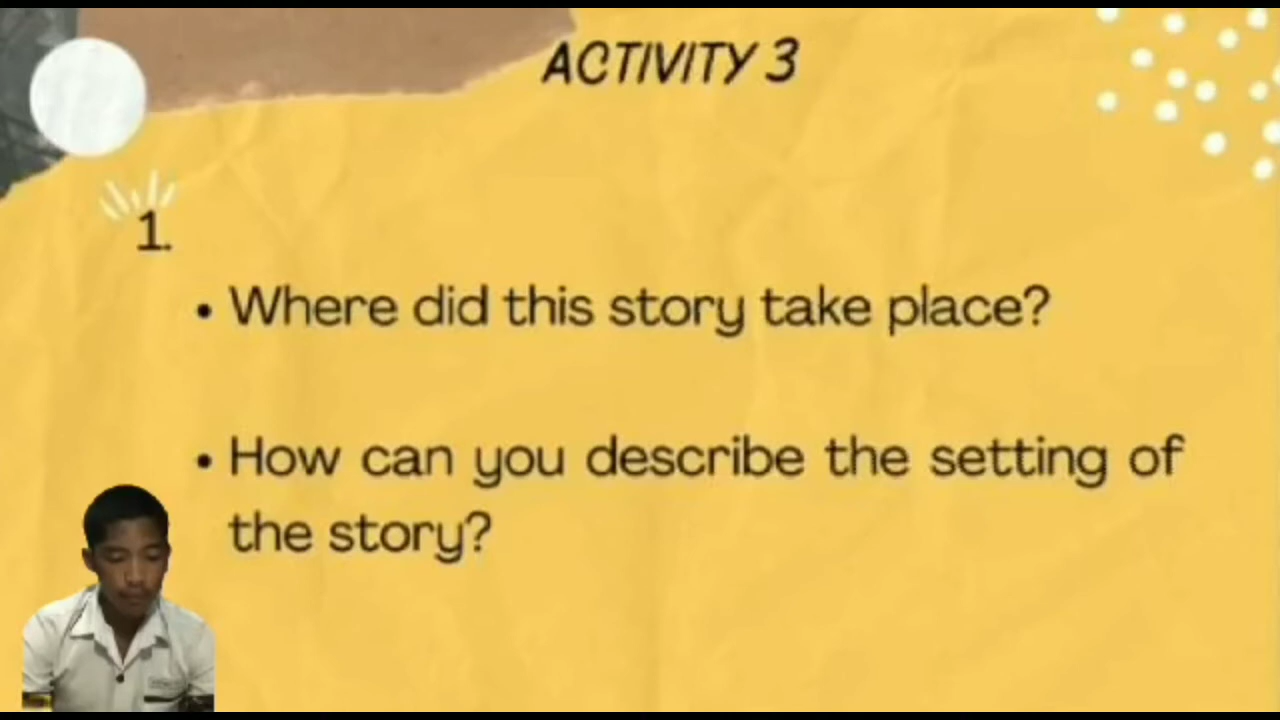 ACTIVITY 3
1.
• Where did this story take place?
• How can you describe the setting of
the story?